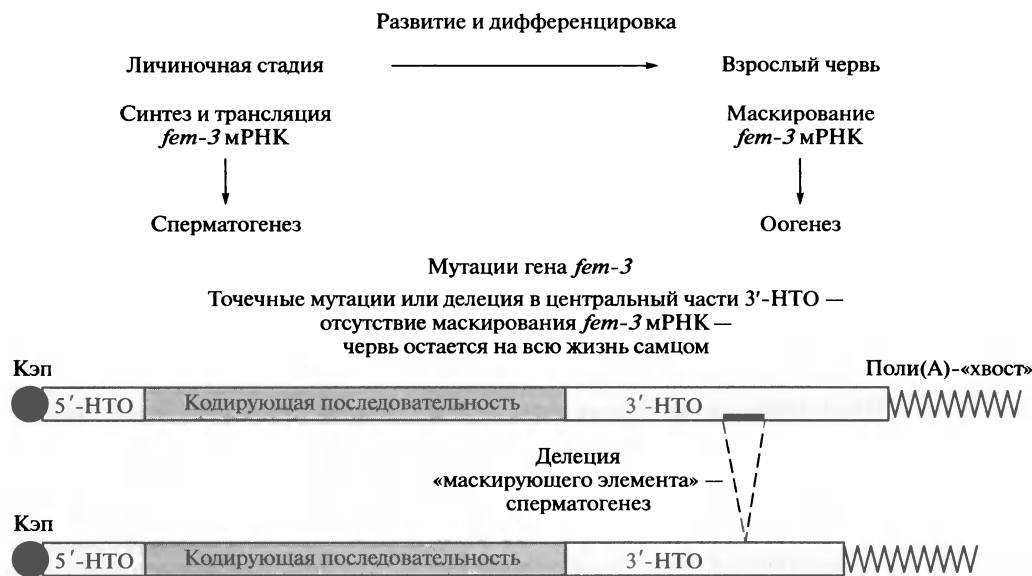 Развитие и дифференцировка
Личиночная стадия
Взрослый червь
Синтез и трансляция
fem-3 мРНК
Маскирование
fem-3 мРНК
Сперматогенез
Оогенез
Мутации гена fem-3
Точечные мутации или делеция в центральный части 3′-НТО —
отсутствие маскирования fem-3 мРНК —
червь остается на всю жизнь самцом
Кэп
Поли(А)-«хвост»
5′-НТО
Кодирующая последовательность
3′-НТО
Делеция
«маскирующего элемента» —
сперматогенез
Кэп
5′-НТО
Кодирующая последовательность
3′-НТО